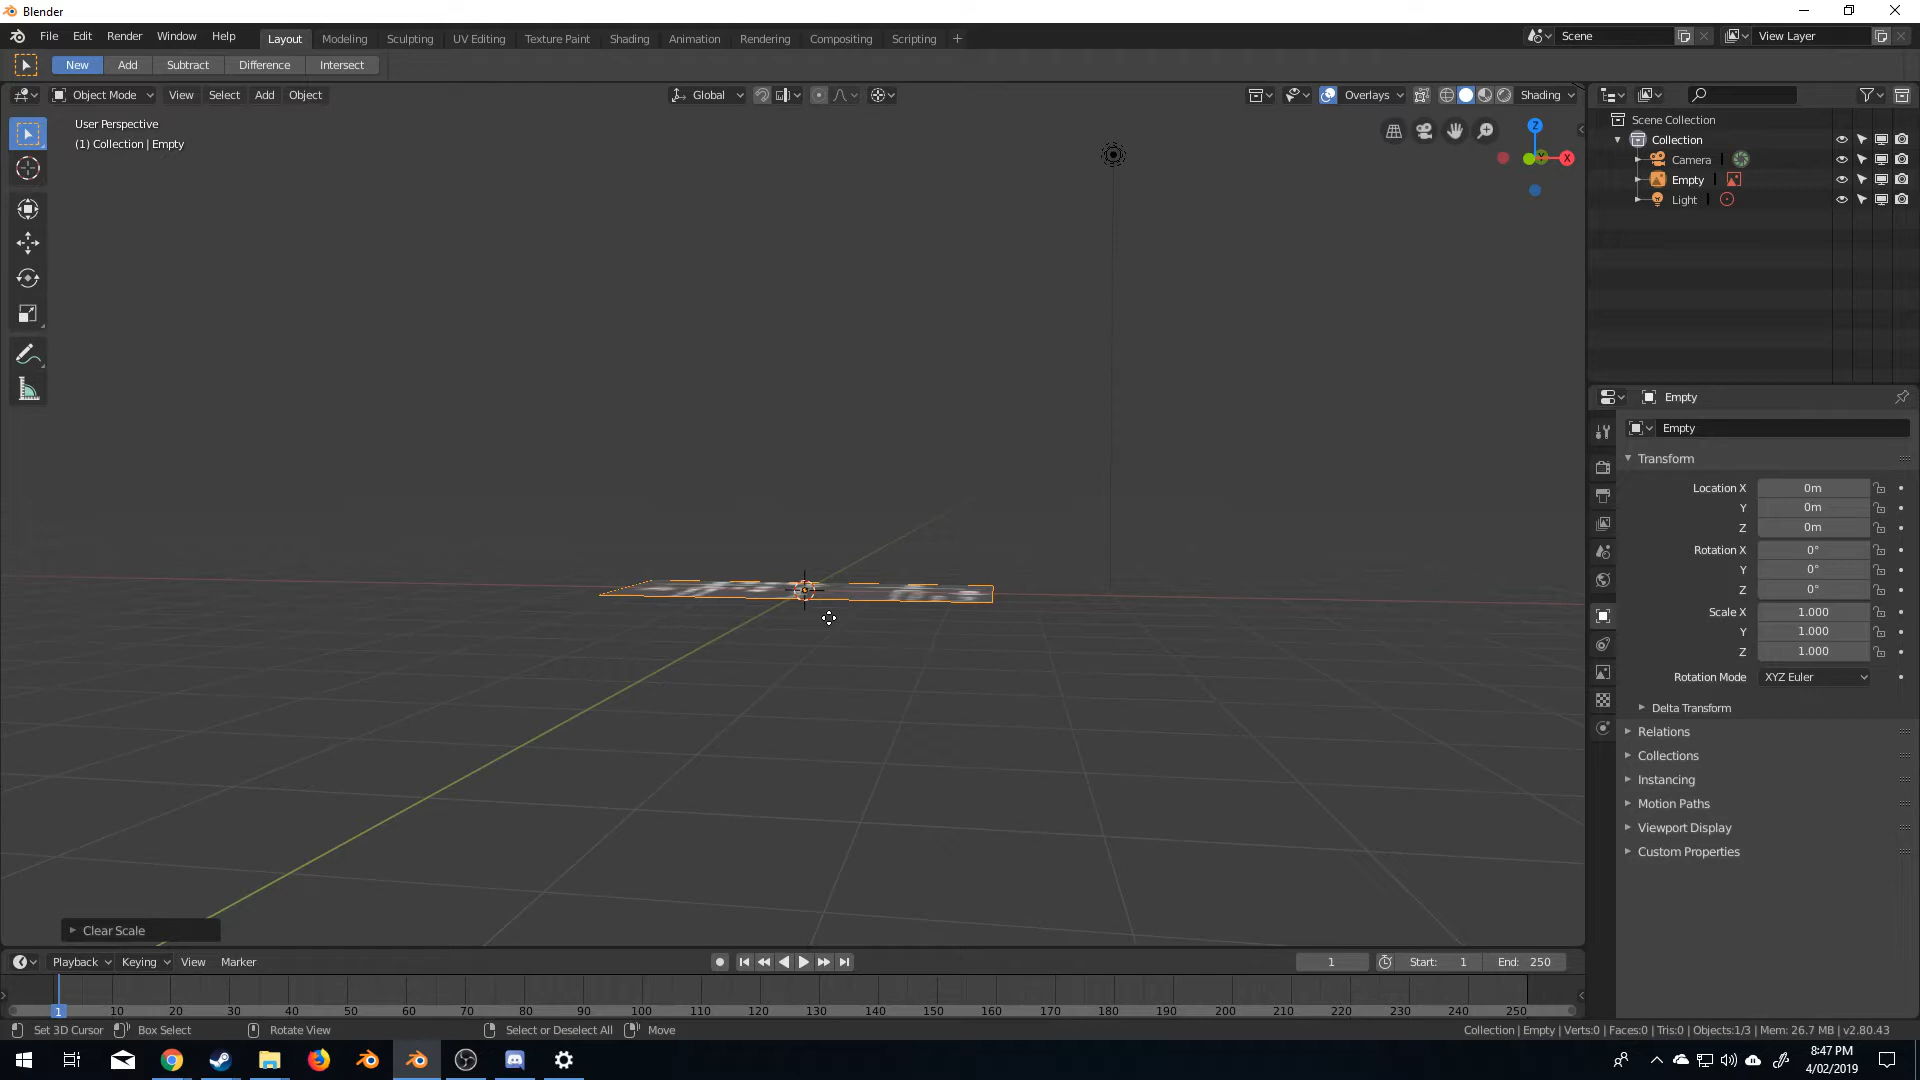 Blender
File Edit Render Window Help Layout Modeling Sculpting UV Editing Texture Paint Shading Animation Rendering Compositing Scripting Scene View Layer
New Add Subtract Difference Intersect
Object Mode View Select Add Object Global Overlays Shading
User Perspective
(1) Collection | Empty
Z
X
Y
Scene Collection
Collection
Camera
Empty
Light
Empty
Empty
Transform
Location X 0m
Y 0m
Z 0m
Rotation X 0°
Y 0°
Z 0°
Scale X 1.000
Y 1.000
Z 1.000
Rotation Mode XYZ Euler
Delta Transform
Relations
Collections
Instancing
Motion Paths
Viewport Display
Custom Properties
Clear Scale
Playback Keying View Marker 1 Start: 1 End: 250
1 10 20 30 40 50 60 70 80 90 100 110 120 130 140 150 160 170 180 190 200 210 220 230 240 250
Set 3D Cursor Box Select Rotate View Select or Deselect All Move Collection | Empty | Verts:0 | Faces:0 | Tris:0 | Objects:1/3 | Mem: 26.7 MB | v2.80.43
8:47 PM
4/02/2019